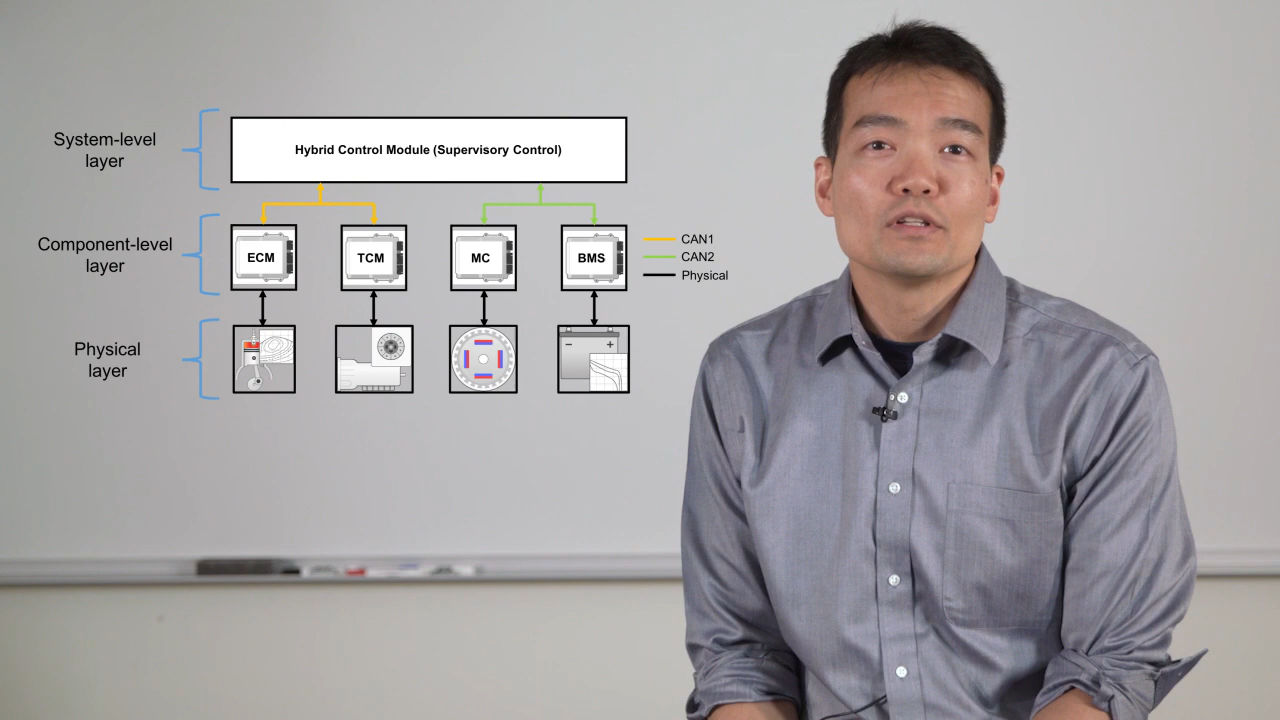 System-level
layer
Hybrid Control Module (Supervisory Control)
Component-level
layer
ECM
TCM
MC
BMS
CAN1
CAN2
Physical
Physical
layer
- +